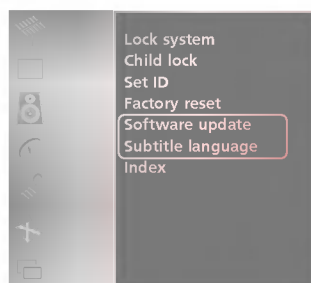 Lock system
Child lock
Set ID
Factory reset
Software update
Subtitle language
Index